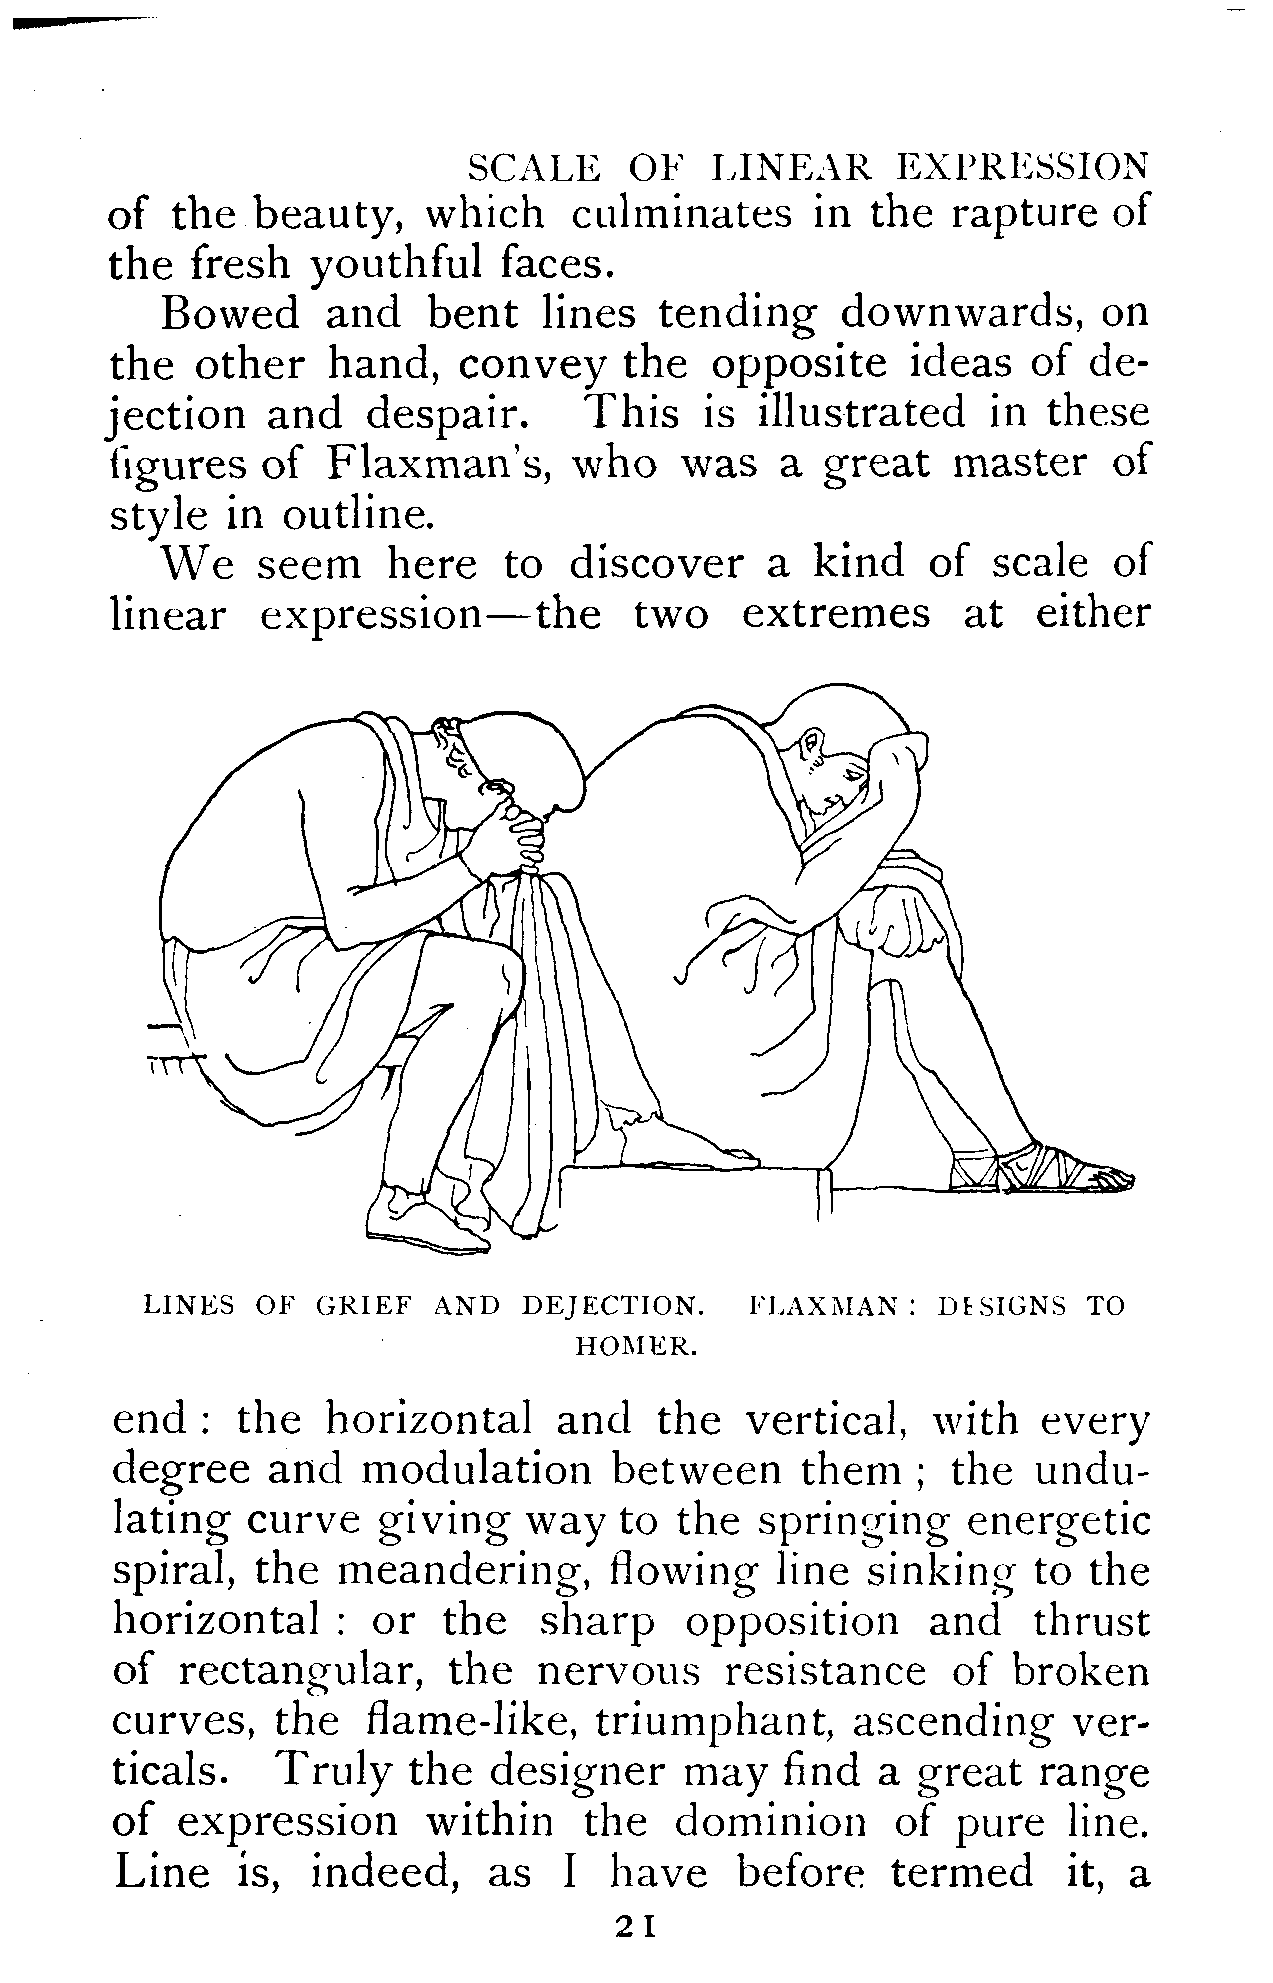 SCALE OF LINEAR EXPRESSION
of the beauty, which culminates in the rapture of
the fresh youthful faces.
Bowed and bent lines tending downwards, on
the other hand, convey the opposite ideas of de-
jection and despair. This is illustrated in these
figures of Flaxman's, who was a great master of
style in outline.
We seem here to discover a kind of scale of
linear expression—the two extremes at either
LINES OF GRIEF AND DEJECTION. FLAXMAN: DESIGNS TO
HOMER.
end: the horizontal and the vertical, with every
degree and modulation between them; the undu-
lating curve giving way to the springing energetic
spiral, the meandering, flowing line sinking to the
horizontal: or the sharp opposition and thrust
of rectangular, the nervous resistance of broken
curves, the flame-like, triumphant, ascending ver-
ticals. Truly the designer may find a great range
of expression within the dominion of pure line.
Line is, indeed, as I have before termed it, a
21